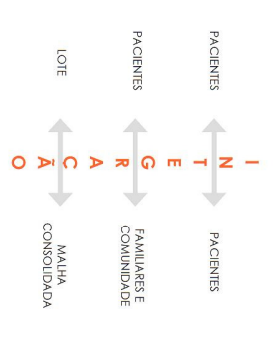 PACIENTES
PACIENTES
PACIENTES
FAMILIARES E
COMUNIDADE
LOTE
MALHA
CONSOLIDADA
INTEGRAÇÃO